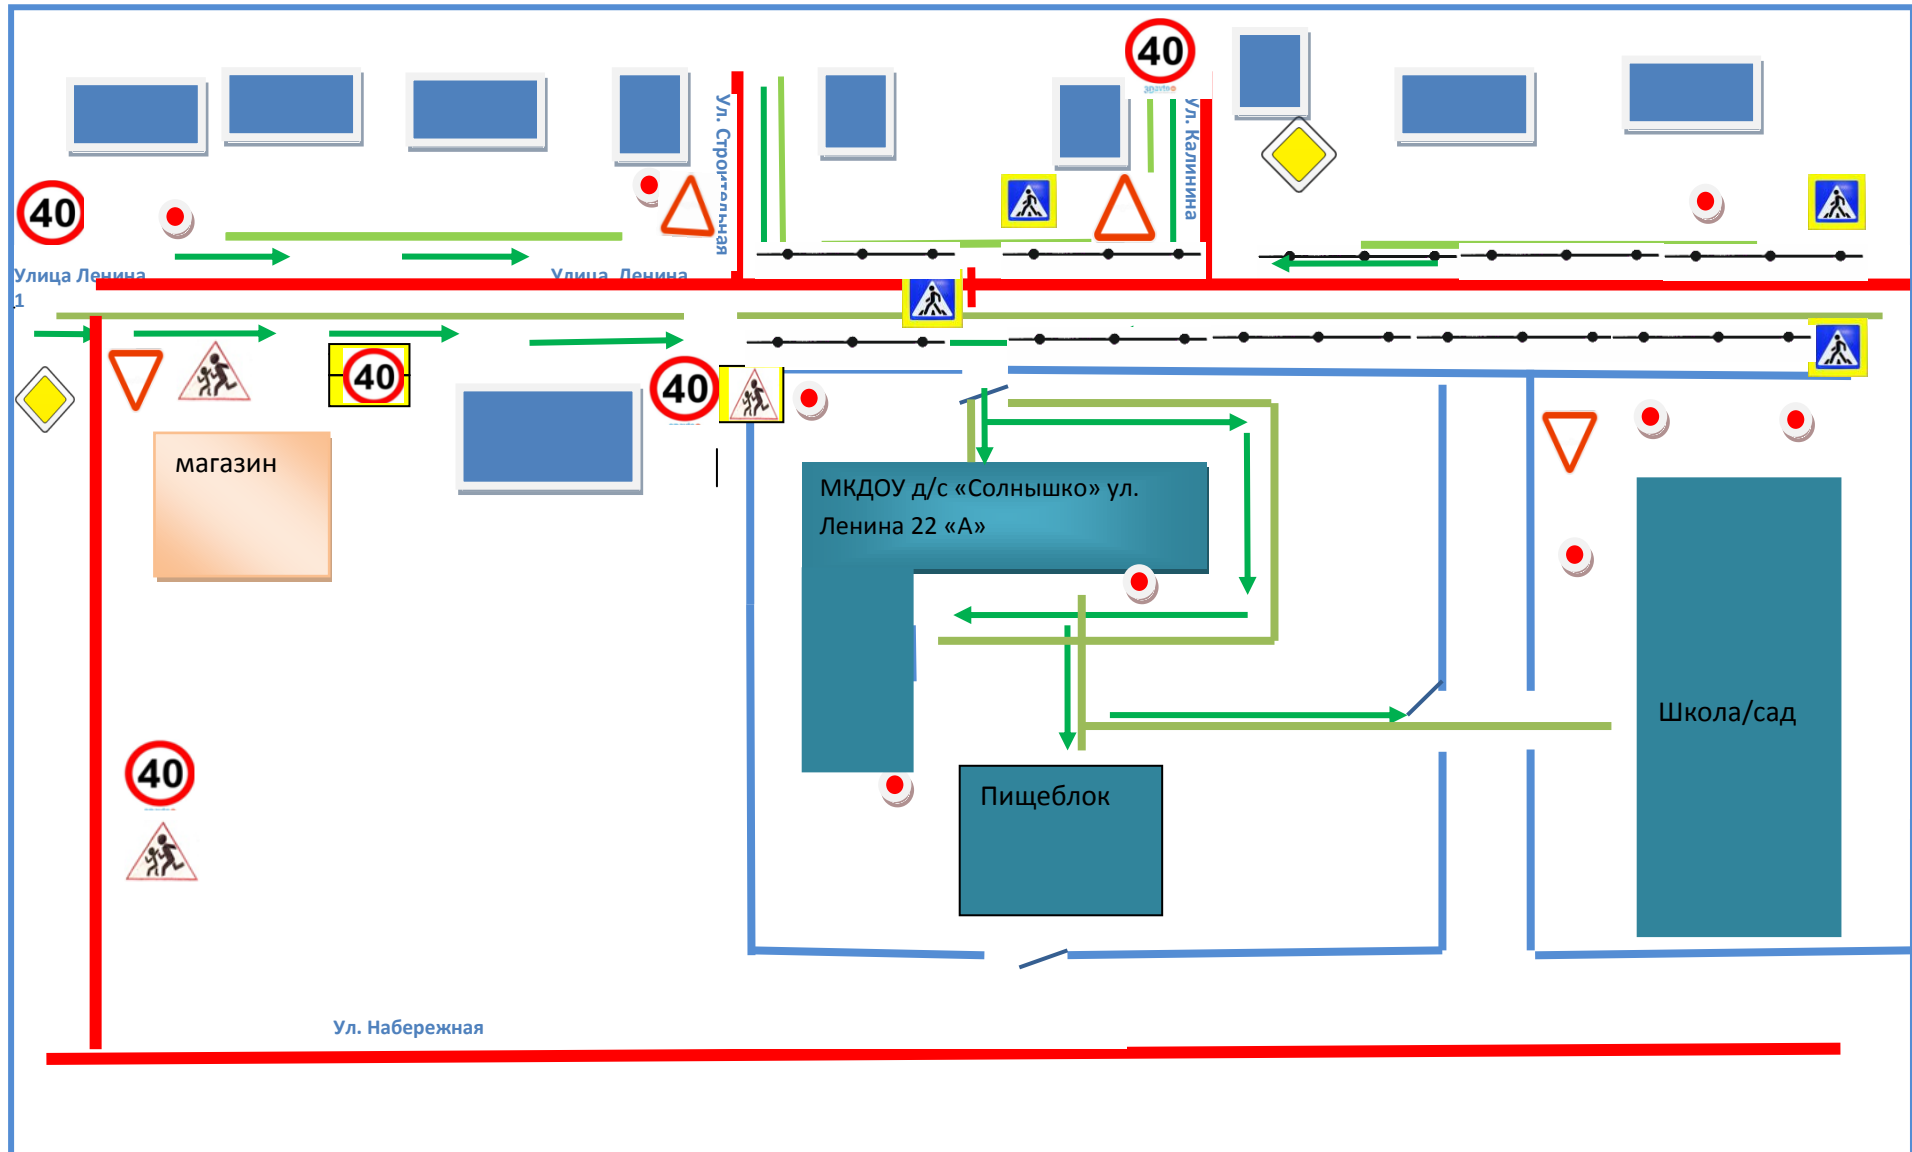 40
Ул. Строительная
Ул. Калинина
40
Улица Ленина
1
Улица Ленина
40
40
магазин
МКДОУ д/с «Солнышко» ул.
Ленина 22 «А»
Школа/сад
40
Пищеблок
Ул. Набережная